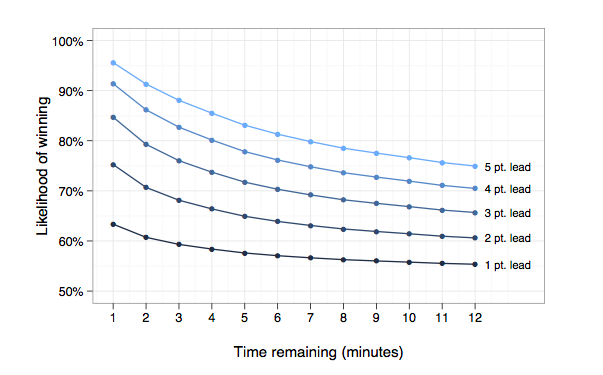 Likelihood of winning
100%
90%
80%
70%
60%
50%
5 pt. lead
4 pt. lead
3 pt. lead
2 pt. lead
1 pt. lead
1 2 3 4 5 6 7 8 9 10 11 12
Time remaining (minutes)